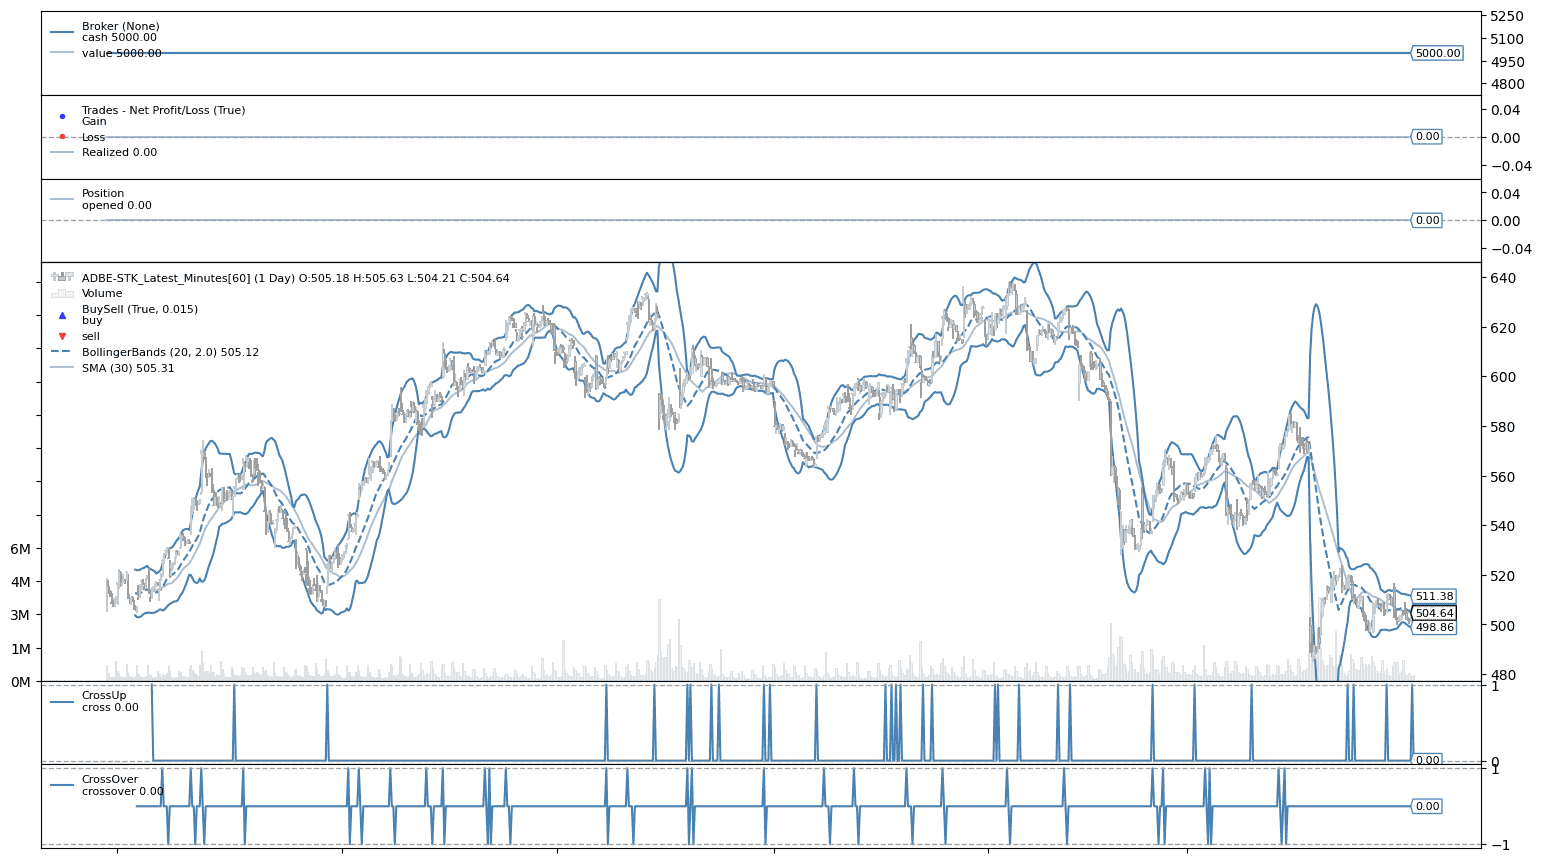 Broker (None)
cash 5000.00
value 5000.00
5250
5100
4950
4800
5000.00
Trades - Net Profit/Loss (True)
Gain
Loss
Realized 0.00
0.04
0.00
−0.04
0.00
Position
opened 0.00
0.04
0.00
−0.04
0.00
ADBE-STK_Latest_Minutes[60] (1 Day) O:505.18 H:505.63 L:504.21 C:504.64
Volume
BuySell (True, 0.015)
buy
sell
BollingerBands (20, 2.0) 505.12
SMA (30) 505.31
640
620
600
580
560
540
520
500
480
511.38
504.64
498.86
6M
4M
3M
1M
0M
CrossUp
cross 0.00
1
0
0.00
CrossOver
crossover 0.00
1
0.00
−1